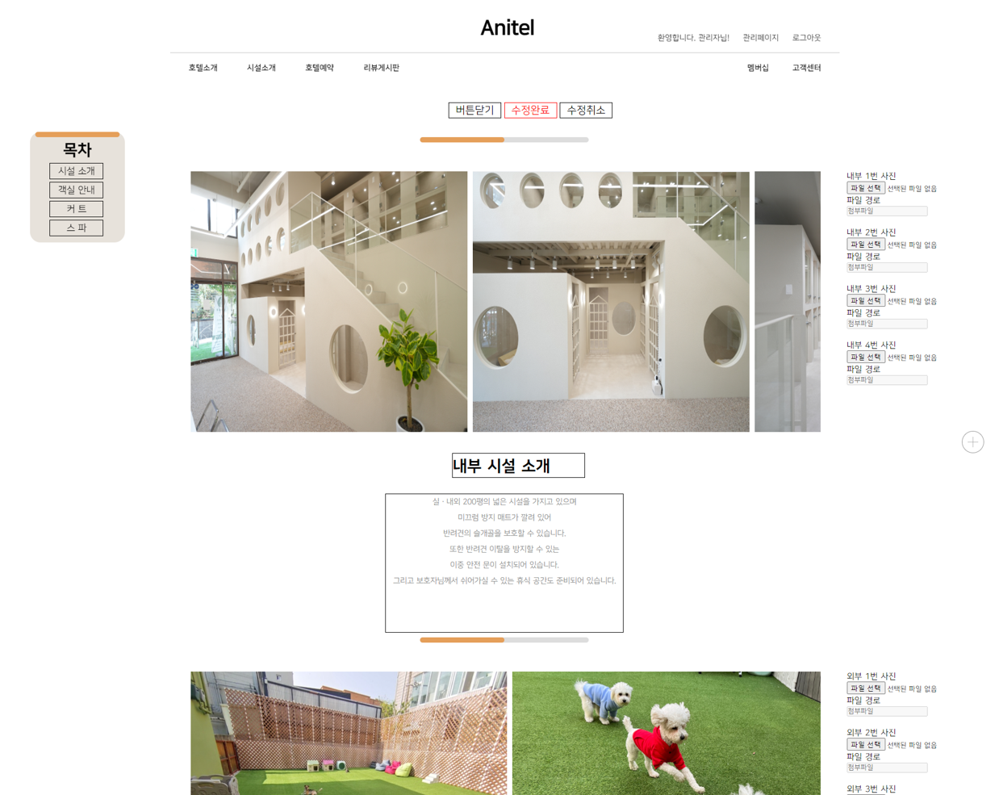 Anitel
환영합니다. 관리자님!
관리페이지
로그아웃
호텔소개
시설소개
호텔예약
리뷰게시판
멤버십
고객센터
버튼닫기
수정완료
수정취소
목차
시설 소개
객실 안내
커 트
스 파
내부 1번 사진
파일 선택 선택된 파일 없음
파일 경로
첨부파일
내부 2번 사진
파일 선택 선택된 파일 없음
파일 경로
첨부파일
내부 3번 사진
파일 선택 선택된 파일 없음
파일 경로
첨부파일
내부 4번 사진
파일 선택 선택된 파일 없음
파일 경로
첨부파일
내부 시설 소개
실 - 내외 200평의 넓은 시설을 가지고 있으며
미끄럼 방지 매트가 깔려 있어
반려견의 슬개골을 보호할 수 있습니다.
또한 반려견 이탈을 방지할 수 있는
이중 안전 문이 설치되어 있습니다.
그리고 보호자님께서 쉬어가실 수 있는 휴식 공간도 준비되어 있습니다.
외부 1번 사진
파일 선택 선택된 파일 없음
파일 경로
첨부파일
외부 2번 사진
파일 선택 선택된 파일 없음
파일 경로
첨부파일
외부 3번 사진